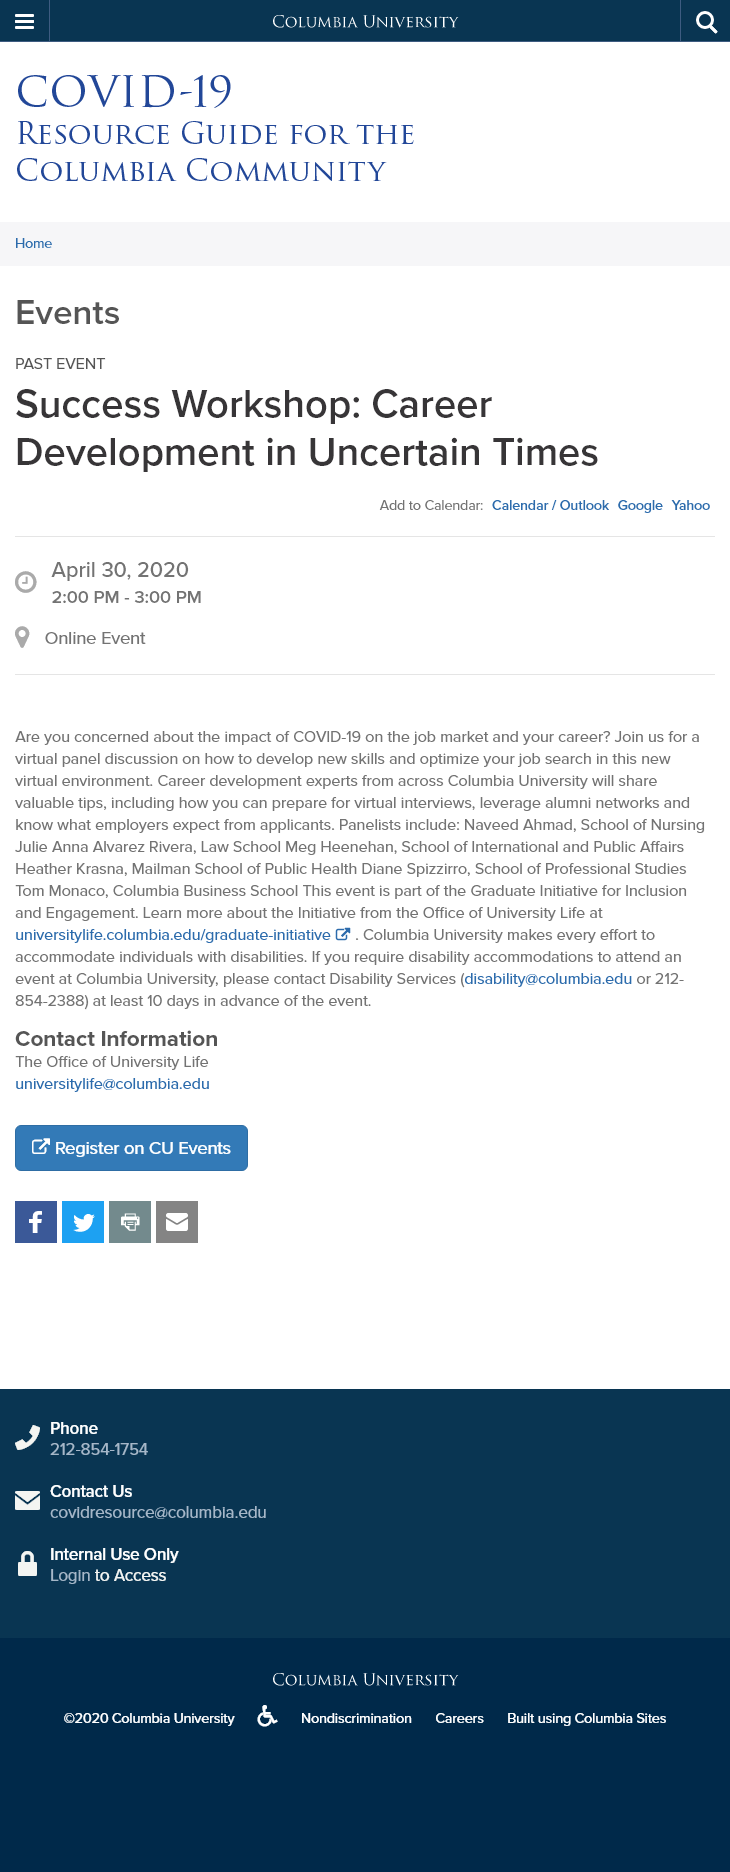 Columbia University
COVID-19
Resource Guide for the
Columbia Community
Home
Events
PAST EVENT
Success Workshop: Career
Development in Uncertain Times
Add to Calendar: Calendar / Outlook Google Yahoo
April 30, 2020
2:00 PM - 3:00 PM
Online Event
Are you concerned about the impact of COVID-19 on the job market and your career? Join us for a
virtual panel discussion on how to develop new skills and optimize your job search in this new
virtual environment. Career development experts from across Columbia University will share
valuable tips, including how you can prepare for virtual interviews, leverage alumni networks and
know what employers expect from applicants. Panelists include: Naveed Ahmad, School of Nursing
Julie Anna Alvarez Rivera, Law School Meg Heenehan, School of International and Public Affairs
Heather Krasna, Mailman School of Public Health Diane Spizzirro, School of Professional Studies
Tom Monaco, Columbia Business School This event is part of the Graduate Initiative for Inclusion
and Engagement. Learn more about the Initiative from the Office of University Life at
universitylife.columbia.edu/graduate-initiative . Columbia University makes every effort to
accommodate individuals with disabilities. If you require disability accommodations to attend an
event at Columbia University, please contact Disability Services (disability@columbia.edu or 212-
854-2388) at least 10 days in advance of the event.
Contact Information
The Office of University Life
universitylife@columbia.edu
Register on CU Events
Phone
212-854-1754
Contact Us
covidresource@columbia.edu
Internal Use Only
Login to Access
Columbia University
©2020 Columbia University Nondiscrimination Careers Built using Columbia Sites